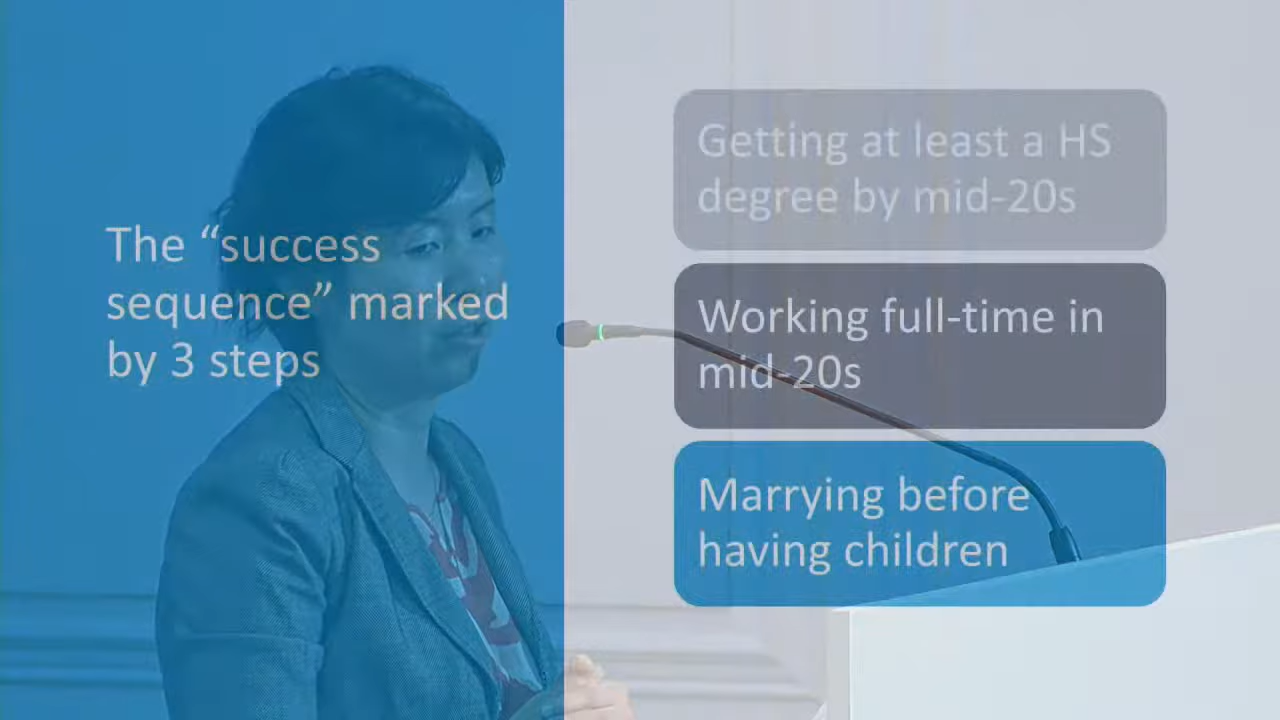 The “success
sequence” marked
by 3 steps
Getting at least a HS
degree by mid-20s
Working full-time in
mid-20s
Marrying before
having children